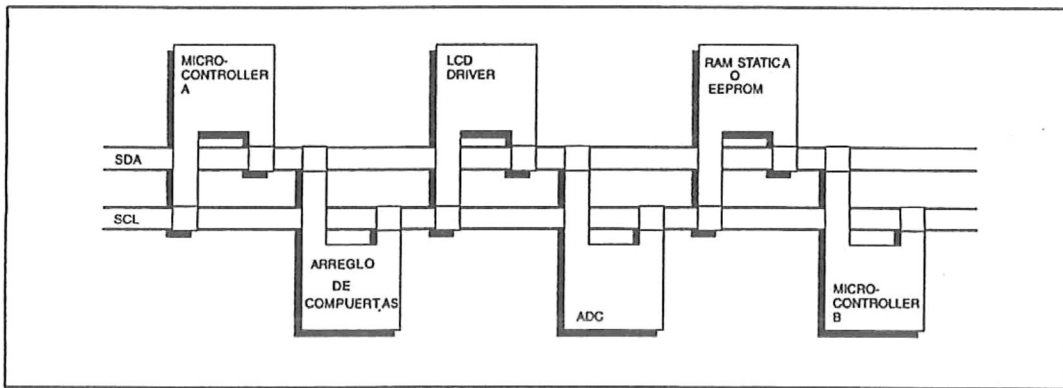 MICRO-
CONTROLLER
A
LCD
DRIVER
RAM STATICA
O
EEPROM
SDA
SCL
ARREGLO
DE
COMPUERTAS
ADC
MICRO-
CONTROLLER
B